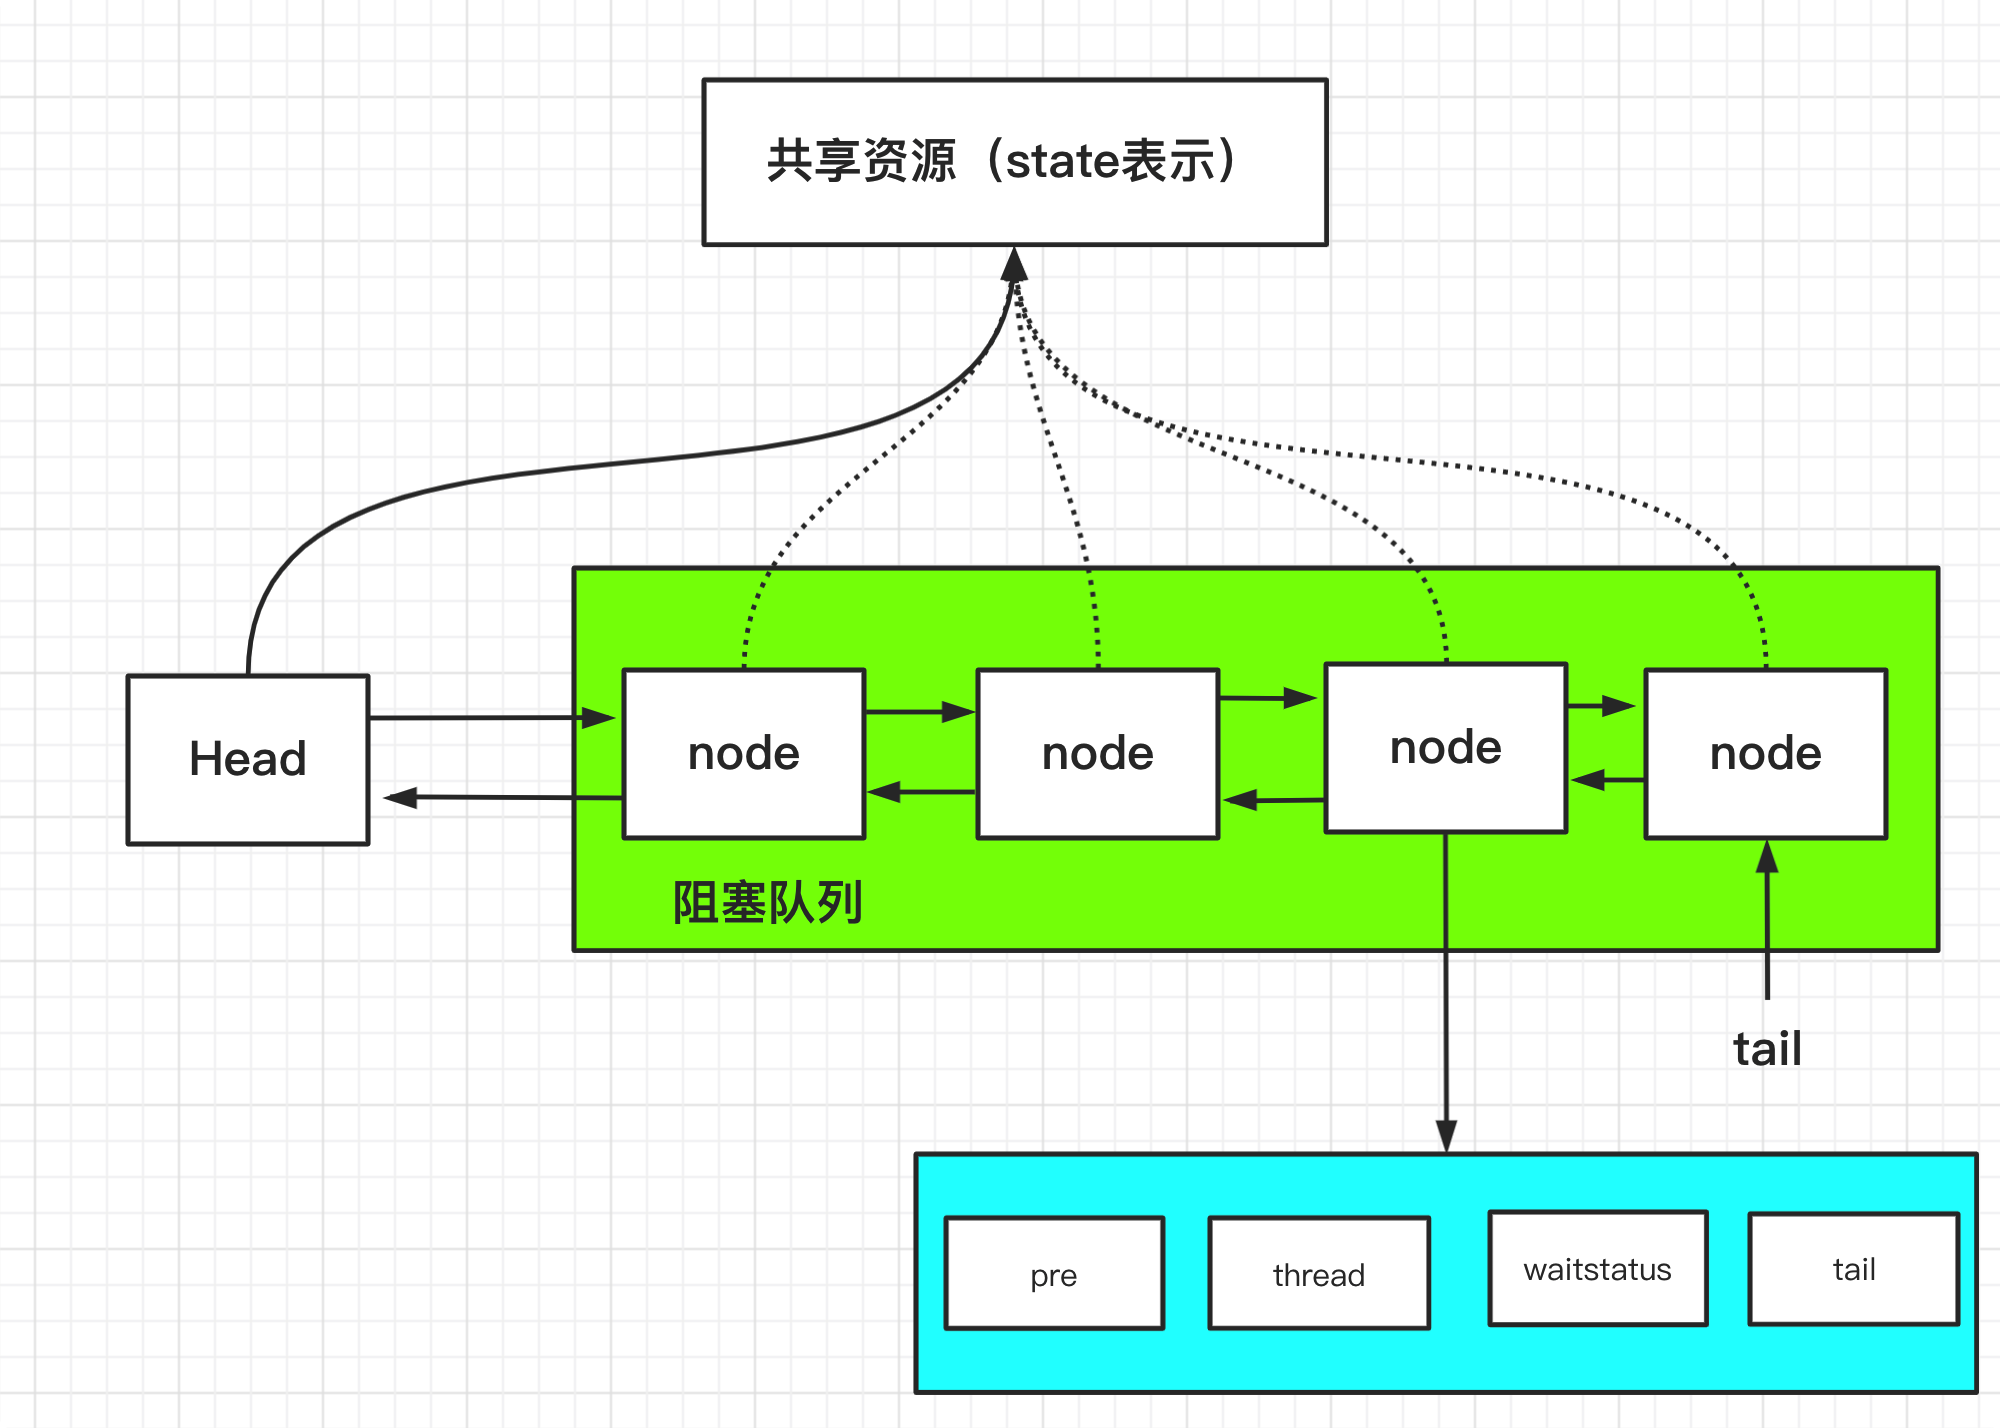 共享资源（state表示）
Head
node
node
node
node
阻塞队列
tail
pre
thread
waitstatus
tail